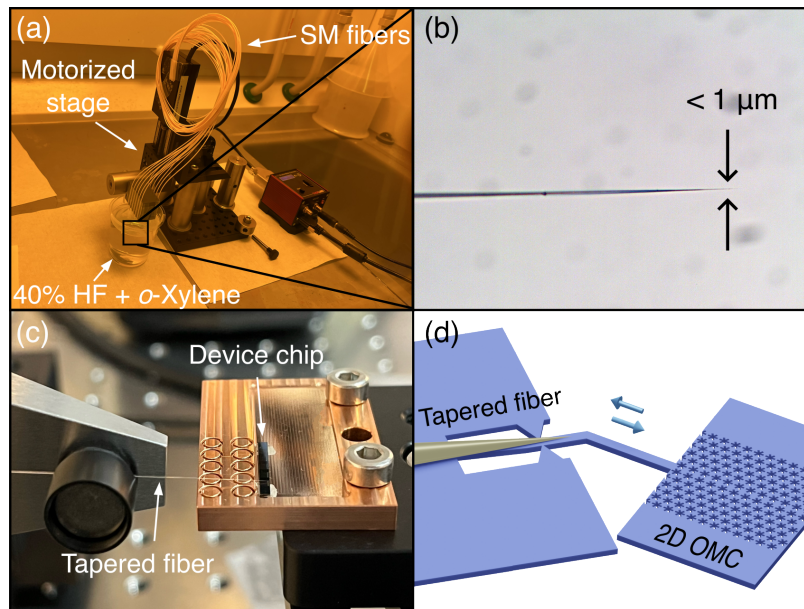 (a)
SM fibers
Motorized
stage
40% HF + o-Xylene
(b)
< 1 μm
(c)
Device chip
Tapered fiber
(d)
Tapered fiber
2D OMC